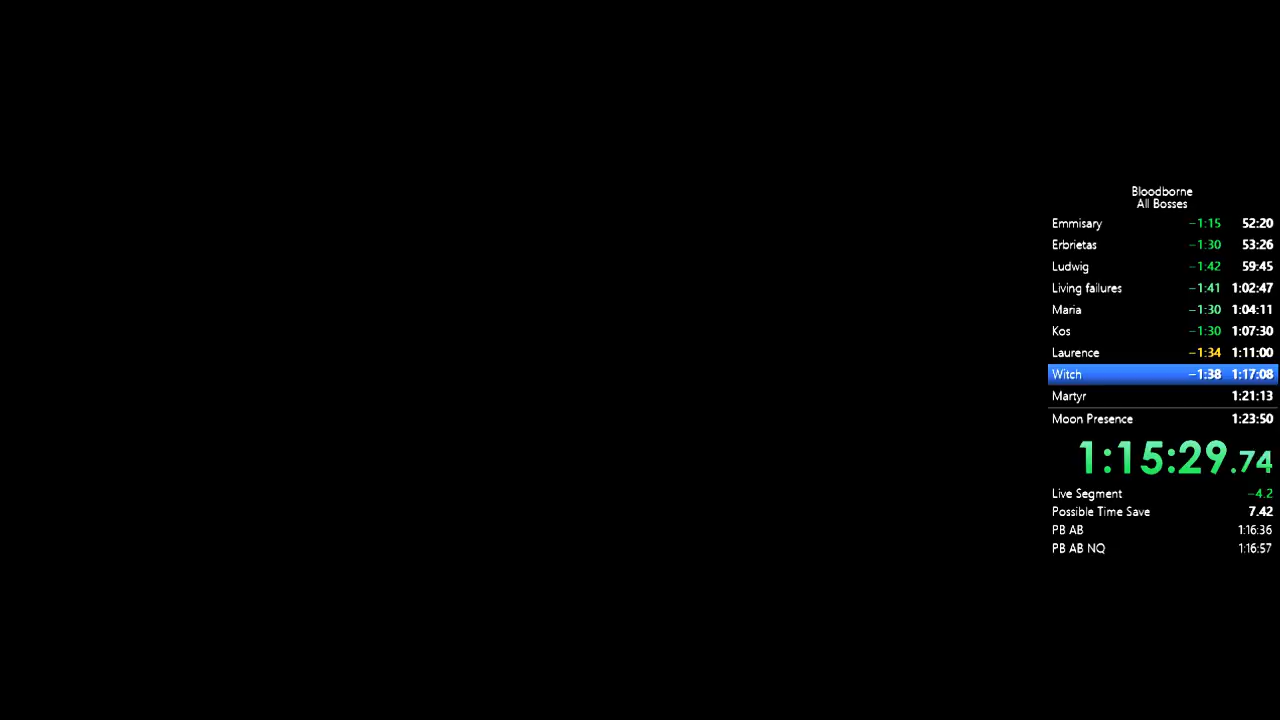 Bloodborne
All Bosses
Emmisary −1:15 52:20
Erbrietas −1:30 53:26
Ludwig −1:42 59:45
Living failures −1:41 1:02:47
Maria −1:30 1:04:11
Kos −1:30 1:07:30
Laurence −1:34 1:11:00
Witch −1:38 1:17:08
Martyr 1:21:13
Moon Presence 1:23:50
1:15:29.74
Live Segment −4.2
Possible Time Save 7.42
PB AB 1:16:36
PB AB NQ 1:16:57